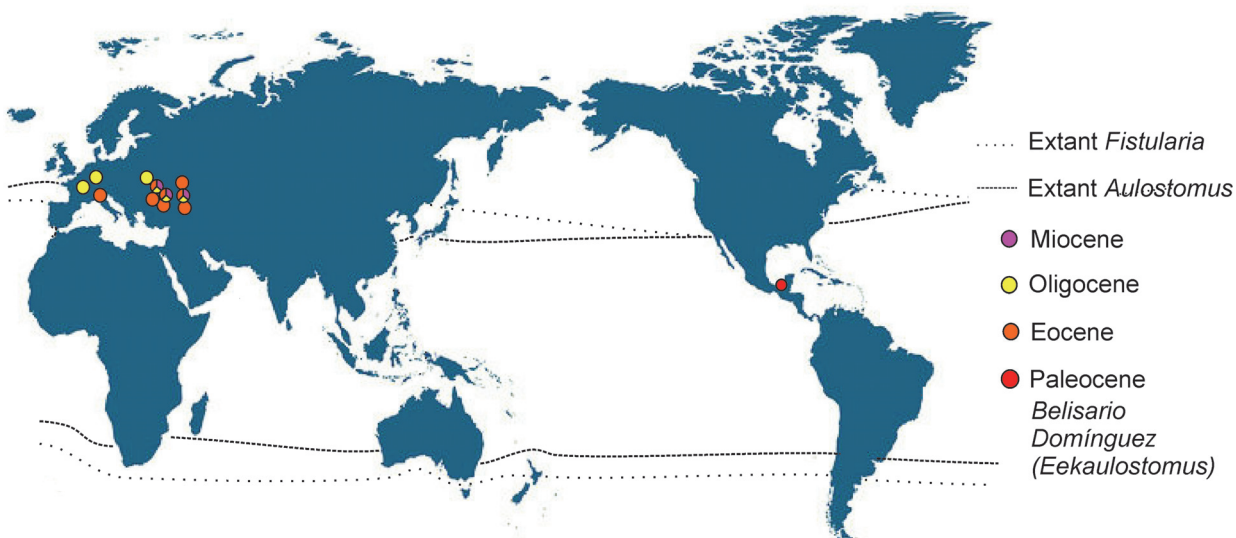 Extant Fistularia
Extant Aulostomus
Miocene
Oligocene
Eocene
Paleocene
Belisario
Domínguez
(Eekaulostomus)